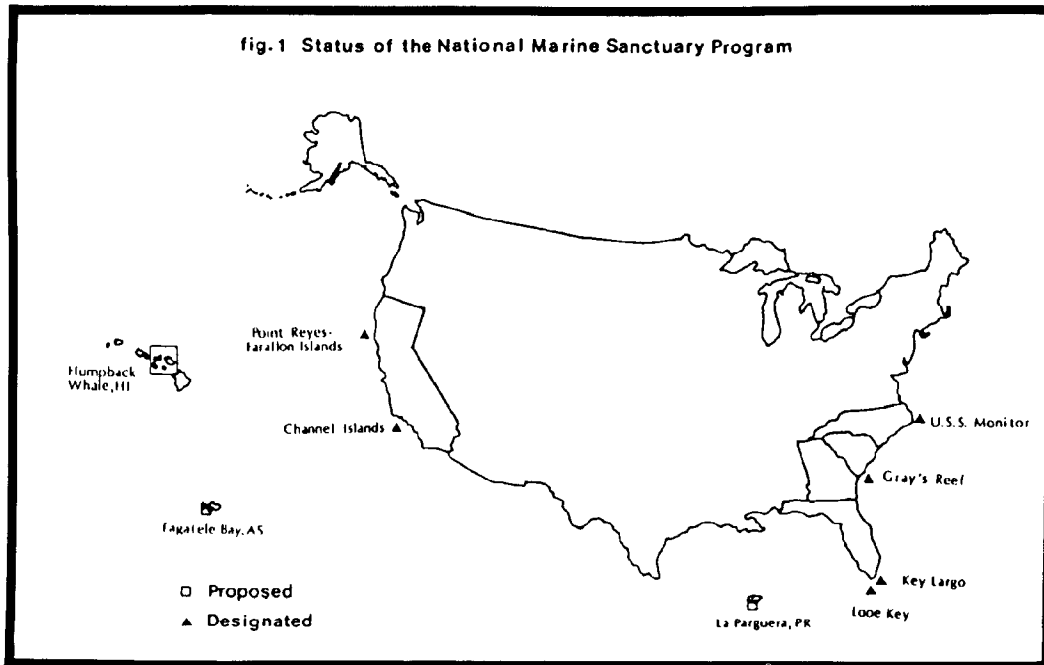 fig. 1 Status of the National Marine Sanctuary Program
Point Reyes-
Farallon Islands
Humpback
Whale, HI
Channel Islands
U.S.S. Monitor
Gray's Reef
Fagatele Bay, AS
Proposed
Designated
Key Largo
Looe Key
La Parguera, PR